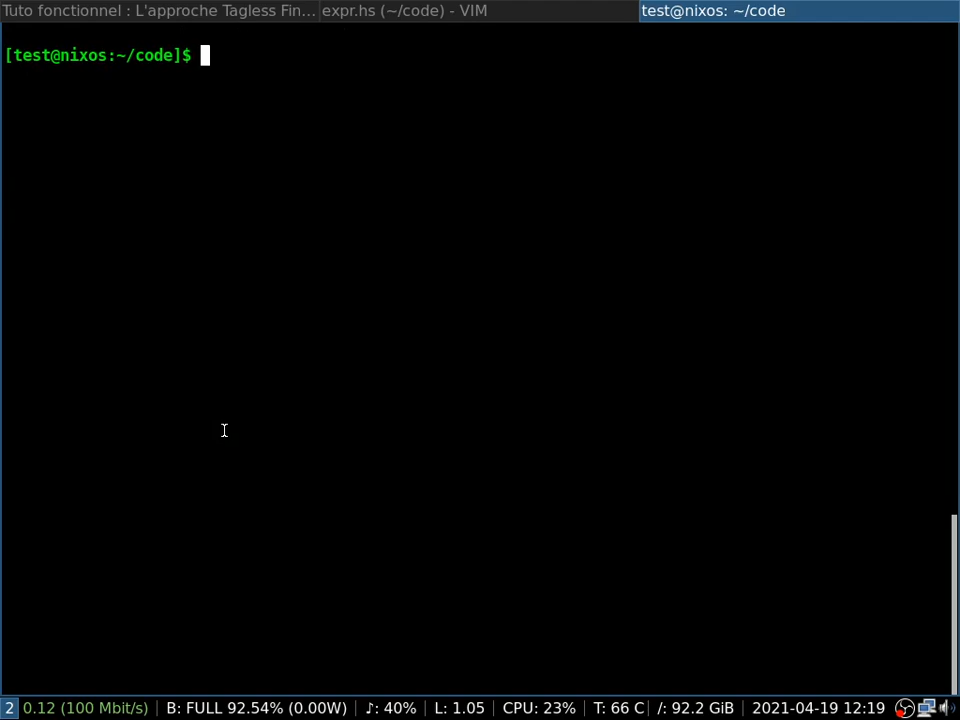 Tuto fonctionnel : L'approche Tagless Fin... expr.hs (~/code) - VIM test@nixos: ~/code
[test@nixos:~/code]$
2 0.12 (100 Mbit/s) | B: FULL 92.54% (0.00W) | ♪: 40% | L: 1.05 | CPU: 23% | T: 66 C | /: 92.2 GiB | 2021-04-19 12:19